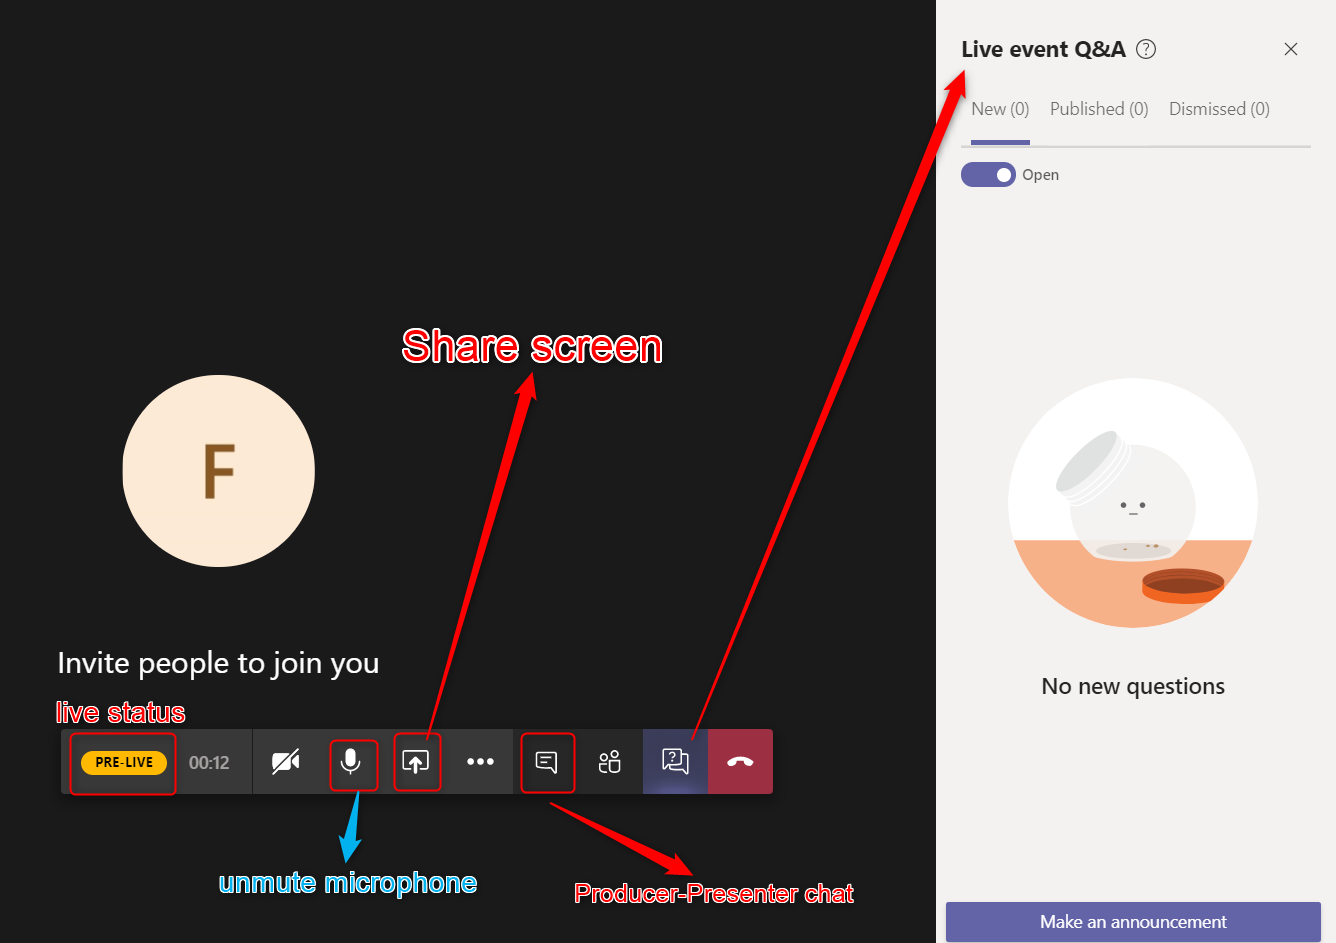 Live event Q&A ?
New (0) Published (0) Dismissed (0)
Open
Share screen
F
Invite people to join you
live status
PRE-LIVE 00:12
?
unmute microphone
Producer-Presenter chat
No new questions
Make an announcement